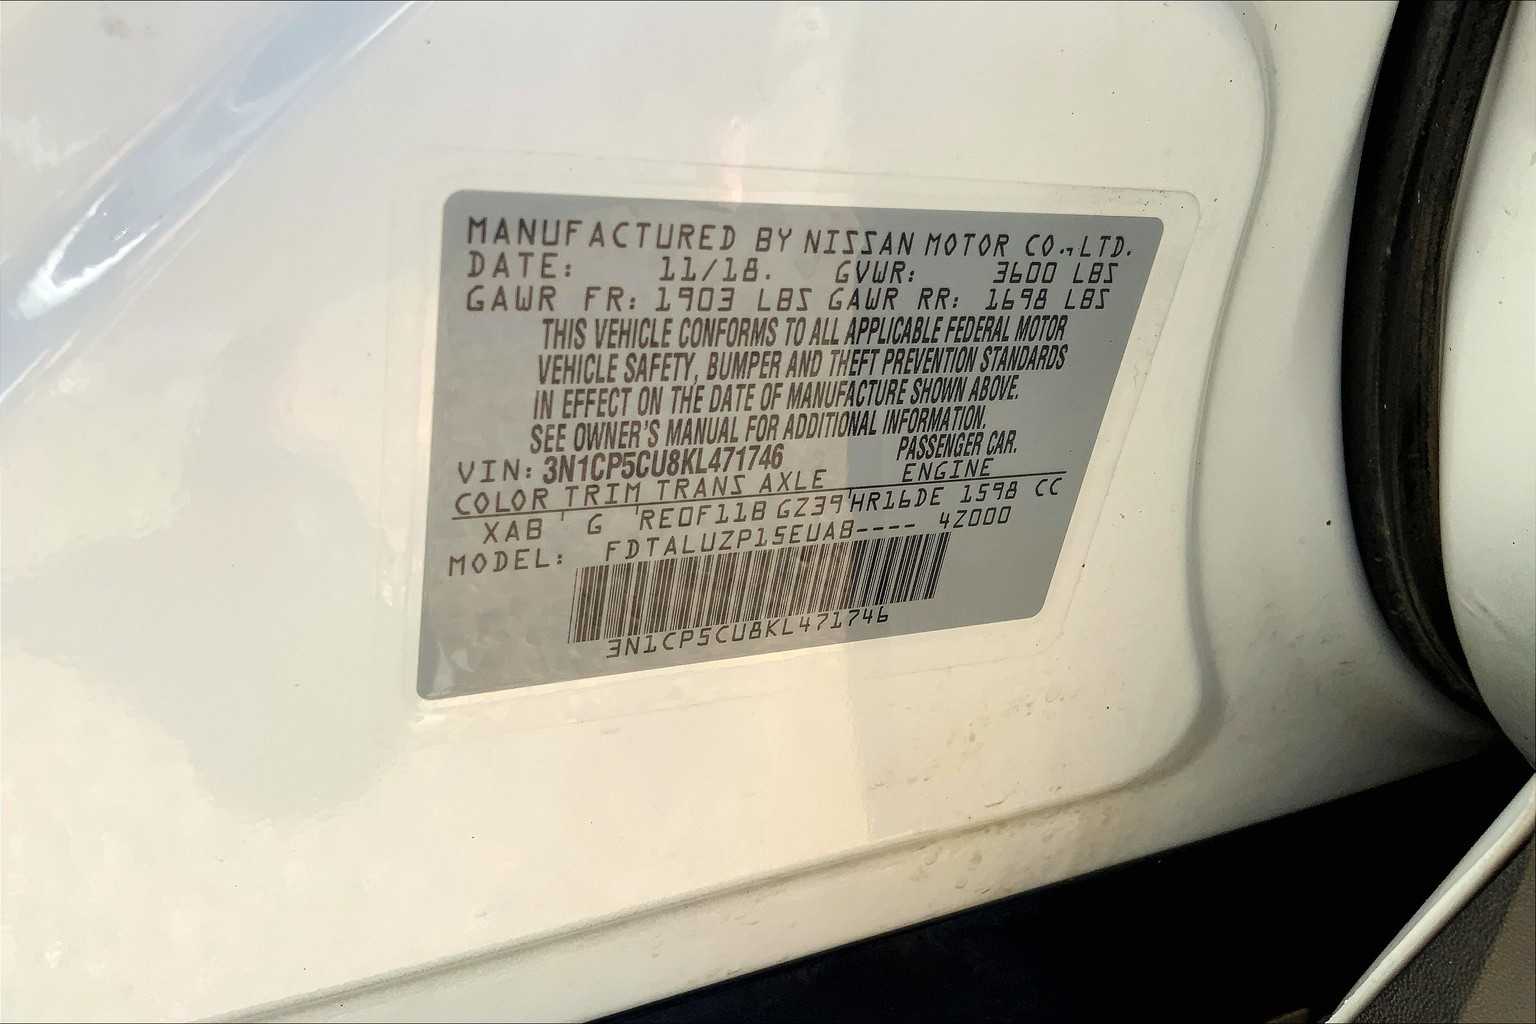 MANUFACTURED BY NISSAN MOTOR CO.,LTD.
DATE: 11/18. GVWR: 3600 LBS
GAWR FR: 1903 LBS GAWR RR: 1698 LBS
THIS VEHICLE CONFORMS TO ALL APPLICABLE FEDERAL MOTOR
VEHICLE SAFETY, BUMPER AND THEFT PREVENTION STANDARDS
IN EFFECT ON THE DATE OF MANUFACTURE SHOWN ABOVE.
SEE OWNER'S MANUAL FOR ADDITIONAL INFORMATION.
VIN: 3N1CP5CU8KL471746 PASSENGER CAR.
COLOR TRIM TRANS AXLE ENGINE
XAB G RE0F11B GZ39 HR16DE 1598 CC
MODEL: FDTALUZP15EUAB---- 4Z000
3N1CP5CU8KL471746